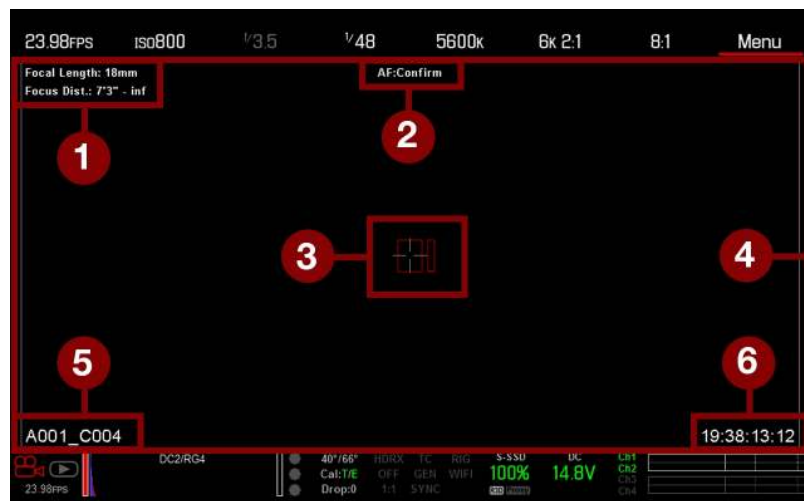 23.98FPS ISO800 1/3.5 1/48 5600K 6K 2:1 8:1 Menu
Focal Length: 18mm
Focus Dist.: 7'3" - inf
AF:Confirm
1
2
3
4
5
6
A001_C004
19:38:13:12
DC2/RG4
40°/66° HDRX TC RIG S-SSD DC Ch1
Cal:T/E OFF GEN WIFI 100% 14.8V Ch2
Ch3
23.98FPS Drop:0 1:1 SYNC Ch4